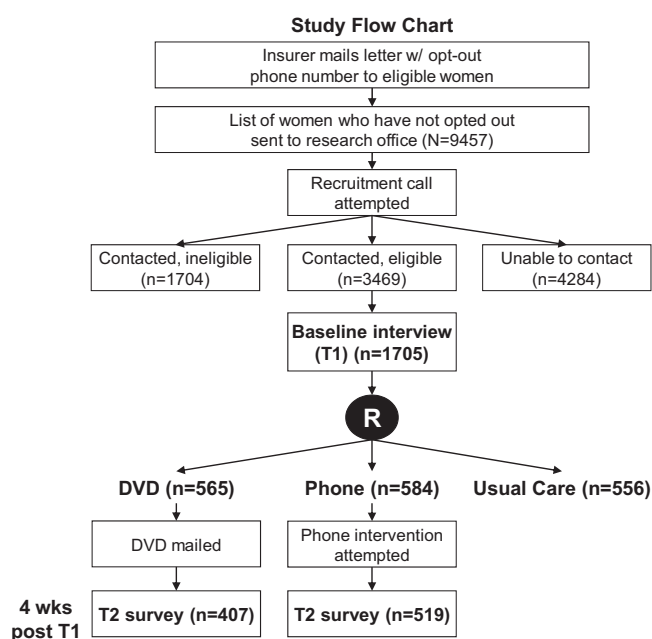 Study Flow Chart
Insurer mails letter w/ opt-out
phone number to eligible women
List of women who have not opted out
sent to research office (N=9457)
Recruitment call
attempted
Contacted, ineligible
(n=1704)
Contacted, eligible
(n=3469)
Unable to contact
(n=4284)
Baseline interview
(T1) (n=1705)
R
DVD (n=565)
Phone (n=584)
Usual Care (n=556)
DVD mailed
Phone intervention
attempted
4 wks
post T1
T2 survey (n=407)
T2 survey (n=519)